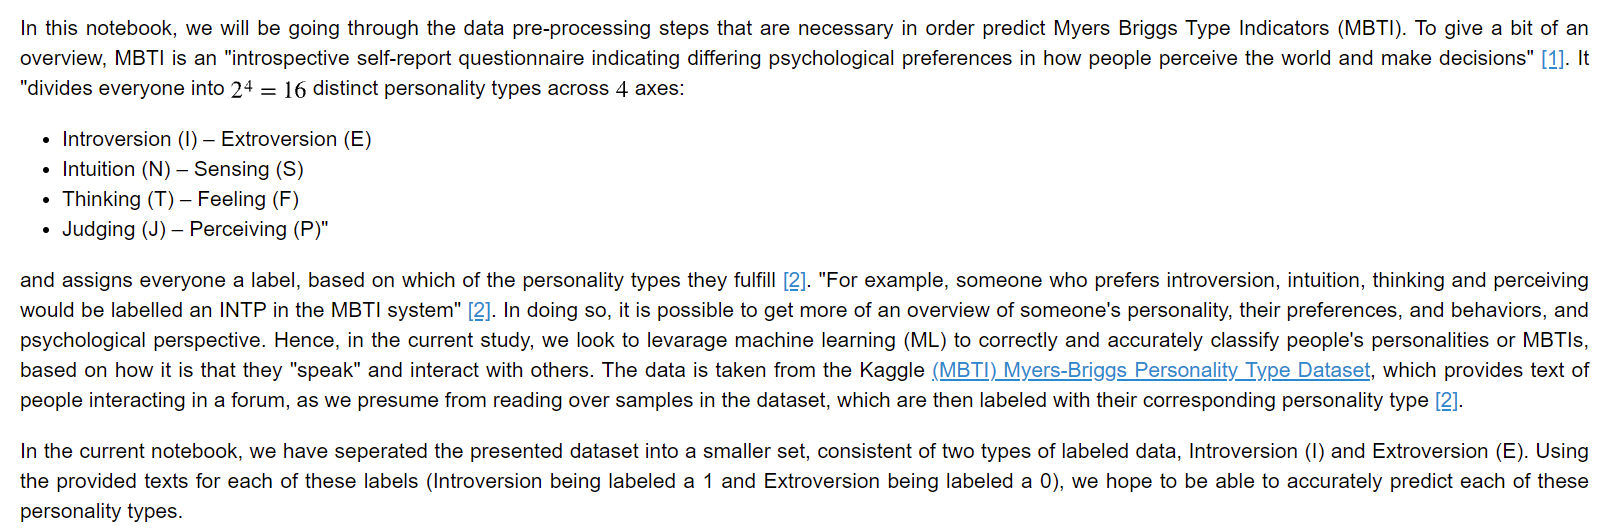 In this notebook, we will be going through the data pre-processing steps that are necessary in order predict Myers Briggs Type Indicators (MBTI). To give a bit of an
overview, MBTI is an "introspective self-report questionnaire indicating differing psychological preferences in how people perceive the world and make decisions" [1]. It
"divides everyone into 2⁴ = 16 distinct personality types across 4 axes:
• Introversion (I) – Extroversion (E)
• Intuition (N) – Sensing (S)
• Thinking (T) – Feeling (F)
• Judging (J) – Perceiving (P)"
and assigns everyone a label, based on which of the personality types they fulfill [2]. "For example, someone who prefers introversion, intuition, thinking and perceiving
would be labelled an INTP in the MBTI system" [2]. In doing so, it is possible to get more of an overview of someone's personality, their preferences, and behaviors, and
psychological perspective. Hence, in the current study, we look to levarage machine learning (ML) to correctly and accurately classify people's personalities or MBTIs,
based on how it is that they "speak" and interact with others. The data is taken from the Kaggle (MBTI) Myers-Briggs Personality Type Dataset, which provides text of
people interacting in a forum, as we presume from reading over samples in the dataset, which are then labeled with their corresponding personality type [2].
In the current notebook, we have seperated the presented dataset into a smaller set, consistent of two types of labeled data, Introversion (I) and Extroversion (E). Using
the provided texts for each of these labels (Introversion being labeled a 1 and Extroversion being labeled a 0), we hope to be able to accurately predict each of these
personality types.